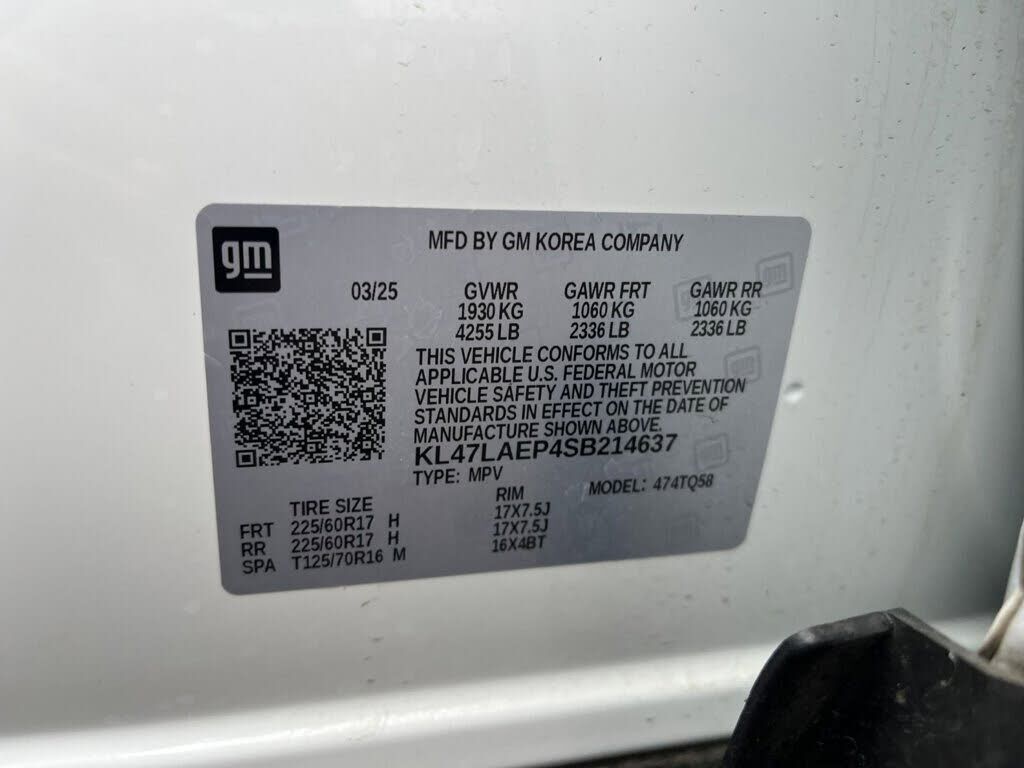 gm
MFD BY GM KOREA COMPANY
03/25 GVWR GAWR FRT GAWR RR
1930 KG 1060 KG 1060 KG
4255 LB 2336 LB 2336 LB
THIS VEHICLE CONFORMS TO ALL
APPLICABLE U.S. FEDERAL MOTOR
VEHICLE SAFETY AND THEFT PREVENTION
STANDARDS IN EFFECT ON THE DATE OF
MANUFACTURE SHOWN ABOVE.
KL47LAEP4SB214637
TYPE: MPV MODEL: 474TQ58
TIRE SIZE RIM
FRT 225/60R17 H 17X7.5J
RR 225/60R17 H 17X7.5J
SPA T125/70R16 M 16X4BT